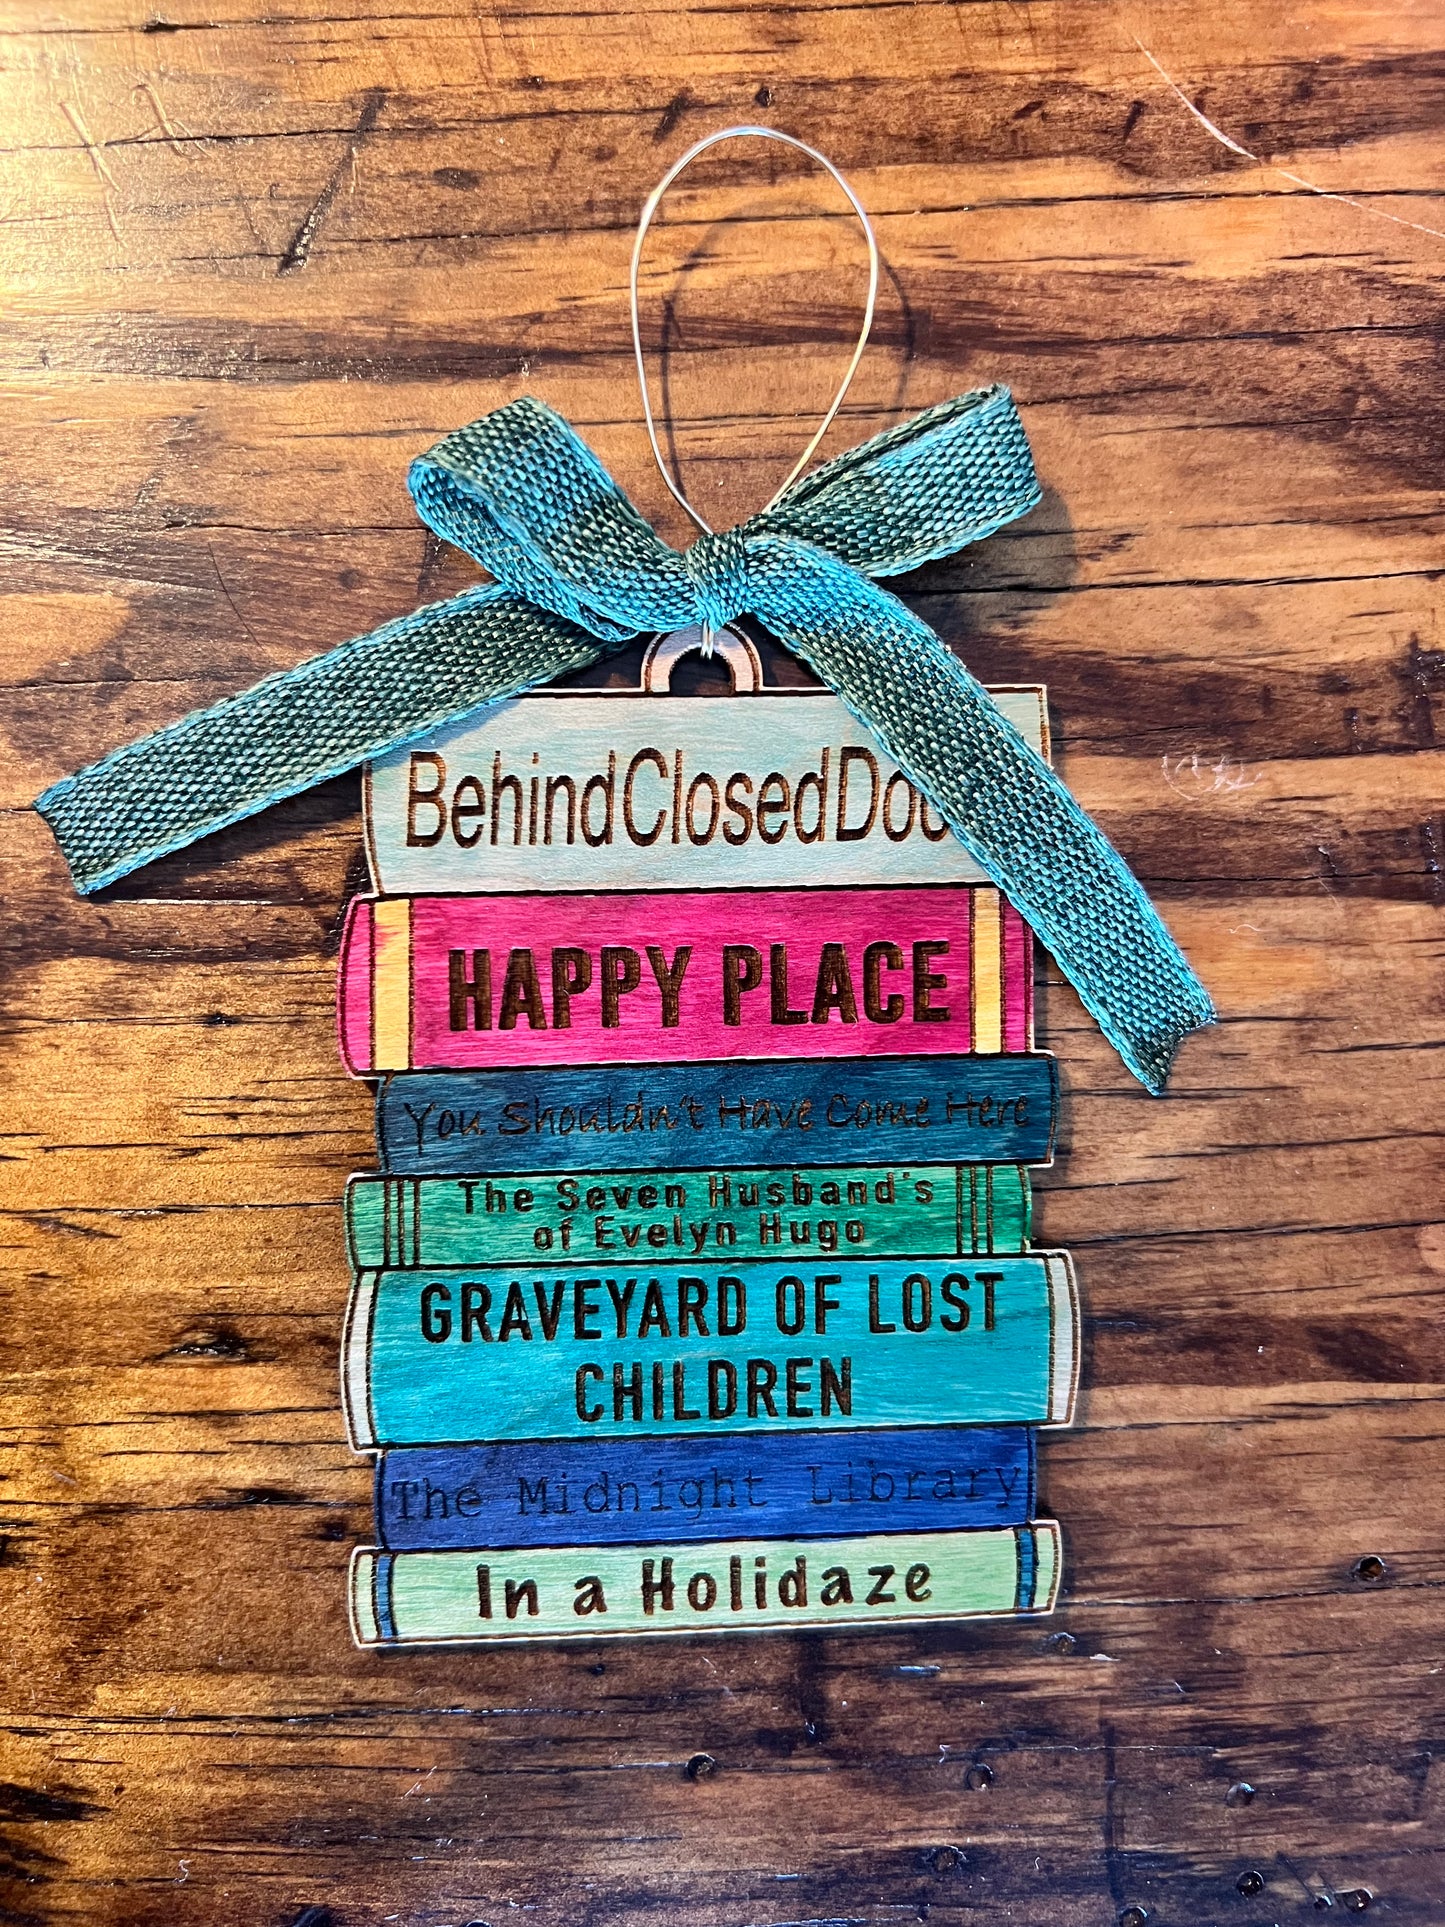 BehindClosedDoo
HAPPY PLACE
You Shouldn't Have Come Here
The Seven Husband's
of Evelyn Hugo
GRAVEYARD OF LOST
CHILDREN
The Midnight Library
In a Holidaze